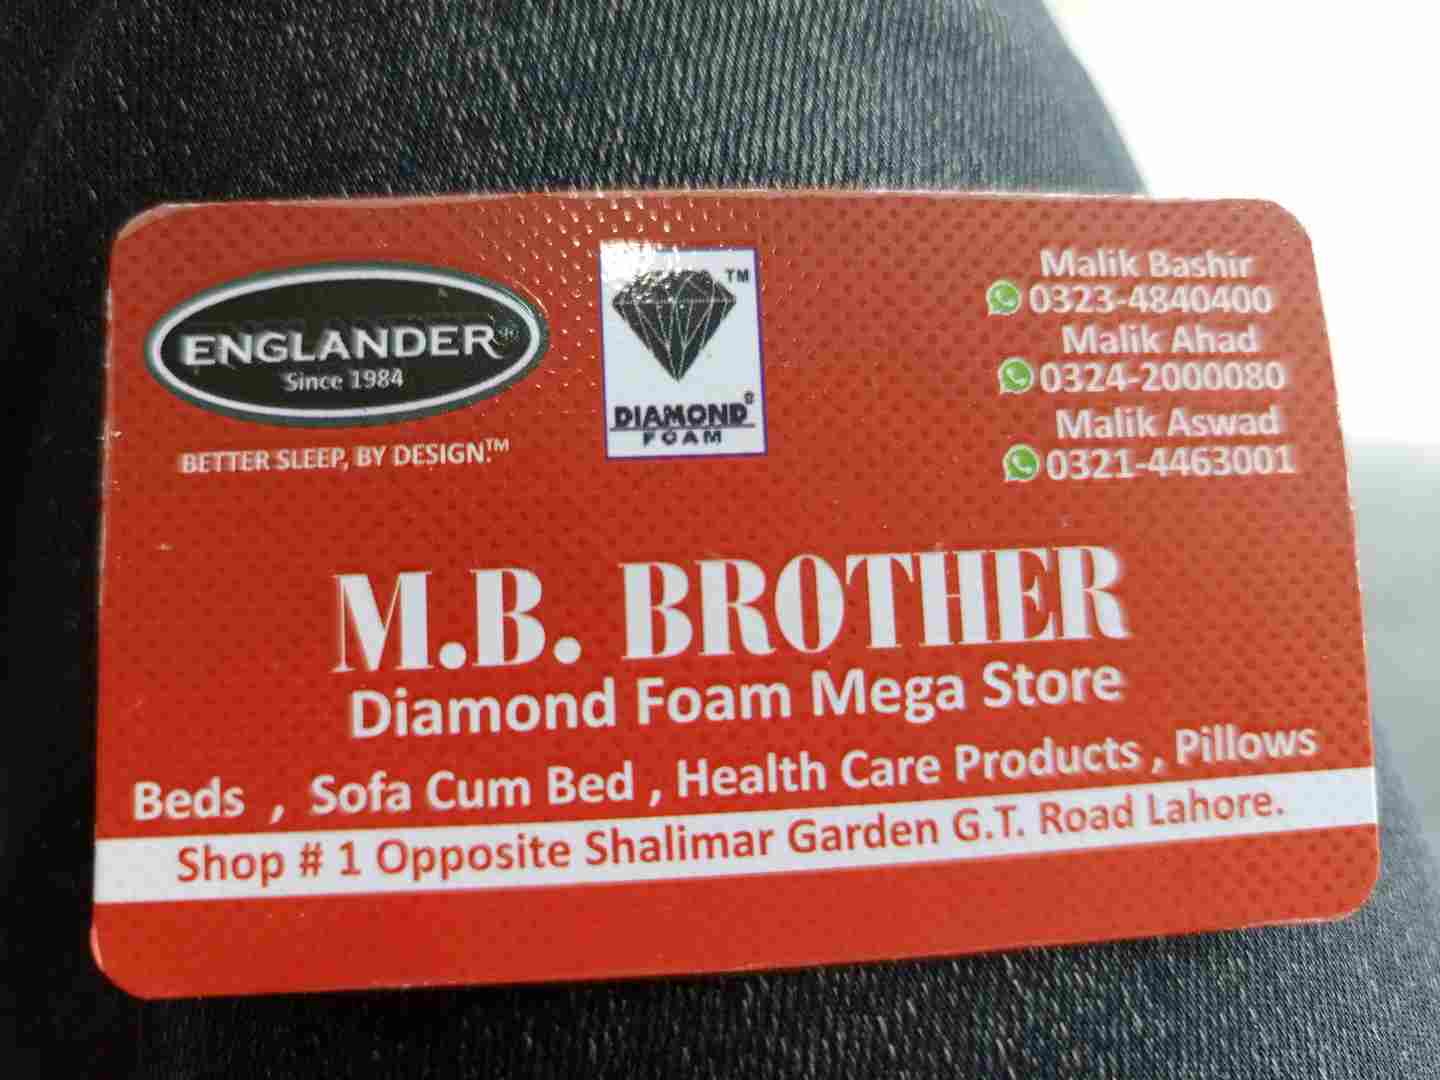 ENGLANDER
Since 1984
BETTER SLEEP, BY DESIGN.™
TM
DIAMOND®
FOAM
Malik Bashir
0323-4840400
Malik Ahad
0324-2000080
Malik Aswad
0321-4463001
M.B. BROTHER
Diamond Foam Mega Store
Beds , Sofa Cum Bed , Health Care Products , Pillows
Shop # 1 Opposite Shalimar Garden G.T. Road Lahore.